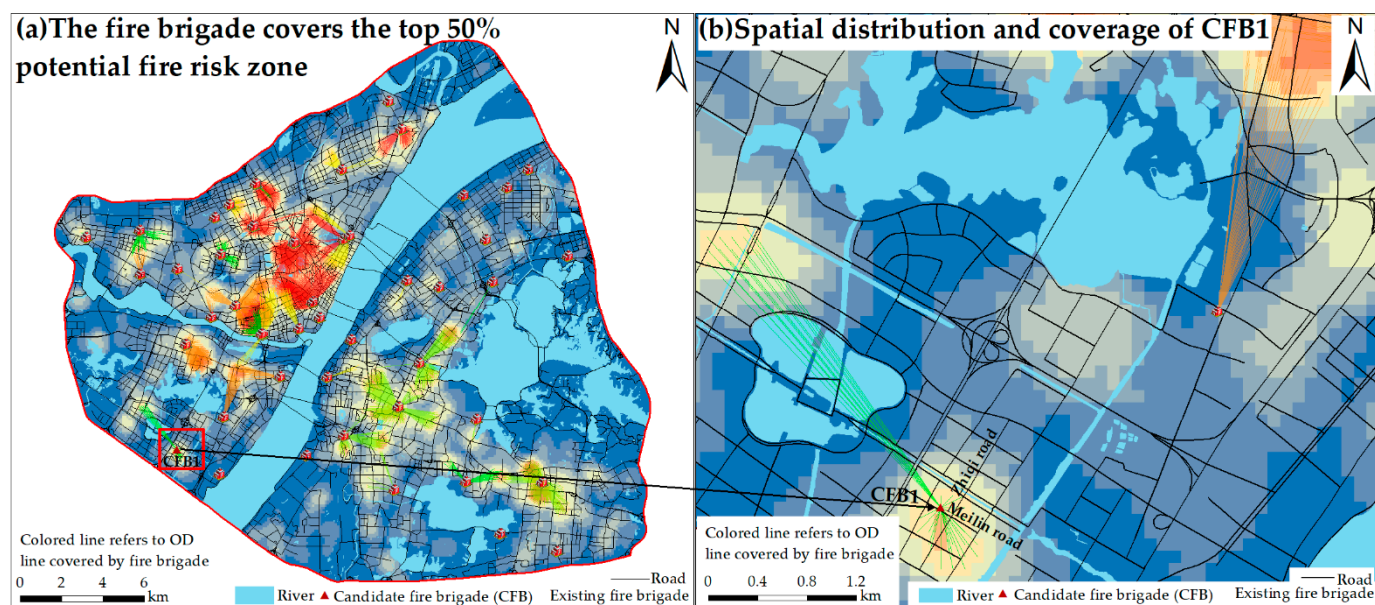 (a)The fire brigade covers the top 50%
potential fire risk zone
N
CFB1
Colored line refers to OD
line covered by fire brigade
0 2 4 6
km
River
Candidate fire brigade (CFB)
Road
Existing fire brigade
(b)Spatial distribution and coverage of CFB1
N
Zhiqi road
CFB1
Meilin road
Colored line refers to OD
line covered by fire brigade
0 0.4 0.8 1.2
km
River
Candidate fire brigade (CFB)
Road
Existing fire brigade